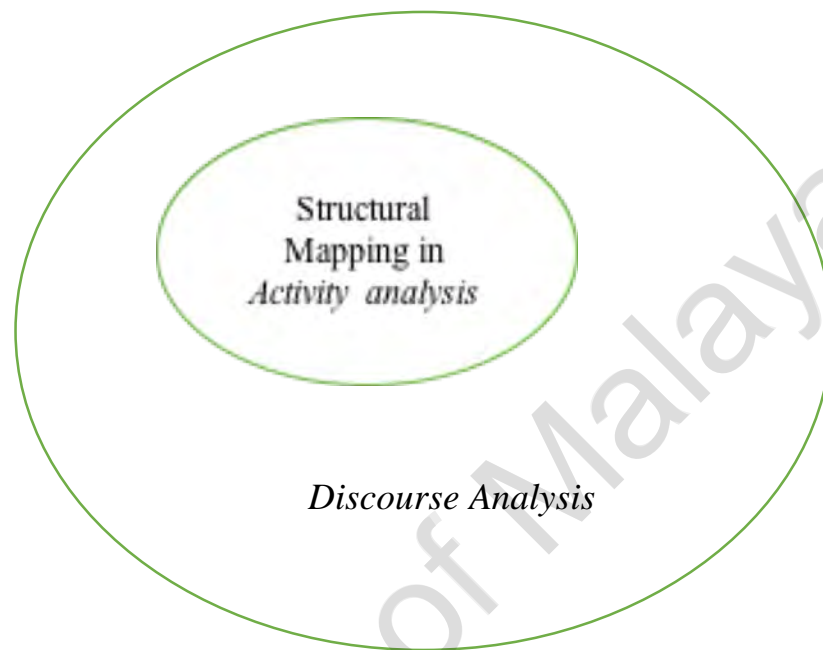 Structural
Mapping in
Activity analysis
Discourse Analysis
of Malaya